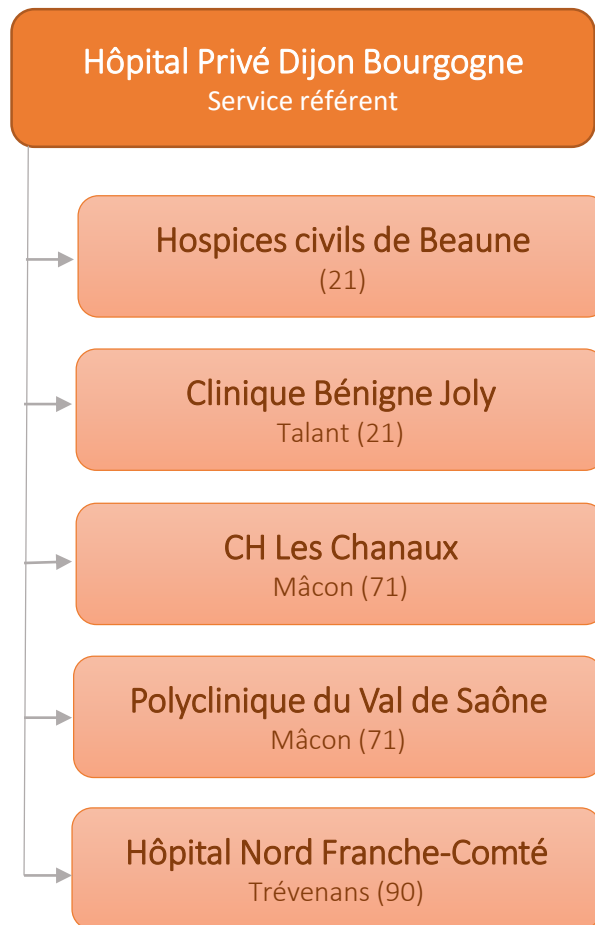 Hôpital Privé Dijon Bourgogne
Service référent
Hospices civils de Beaune
(21)
Clinique Bénigne Joly
Talant (21)
CH Les Chanaux
Mâcon (71)
Polyclinique du Val de Saône
Mâcon (71)
Hôpital Nord Franche-Comté
Trévenans (90)